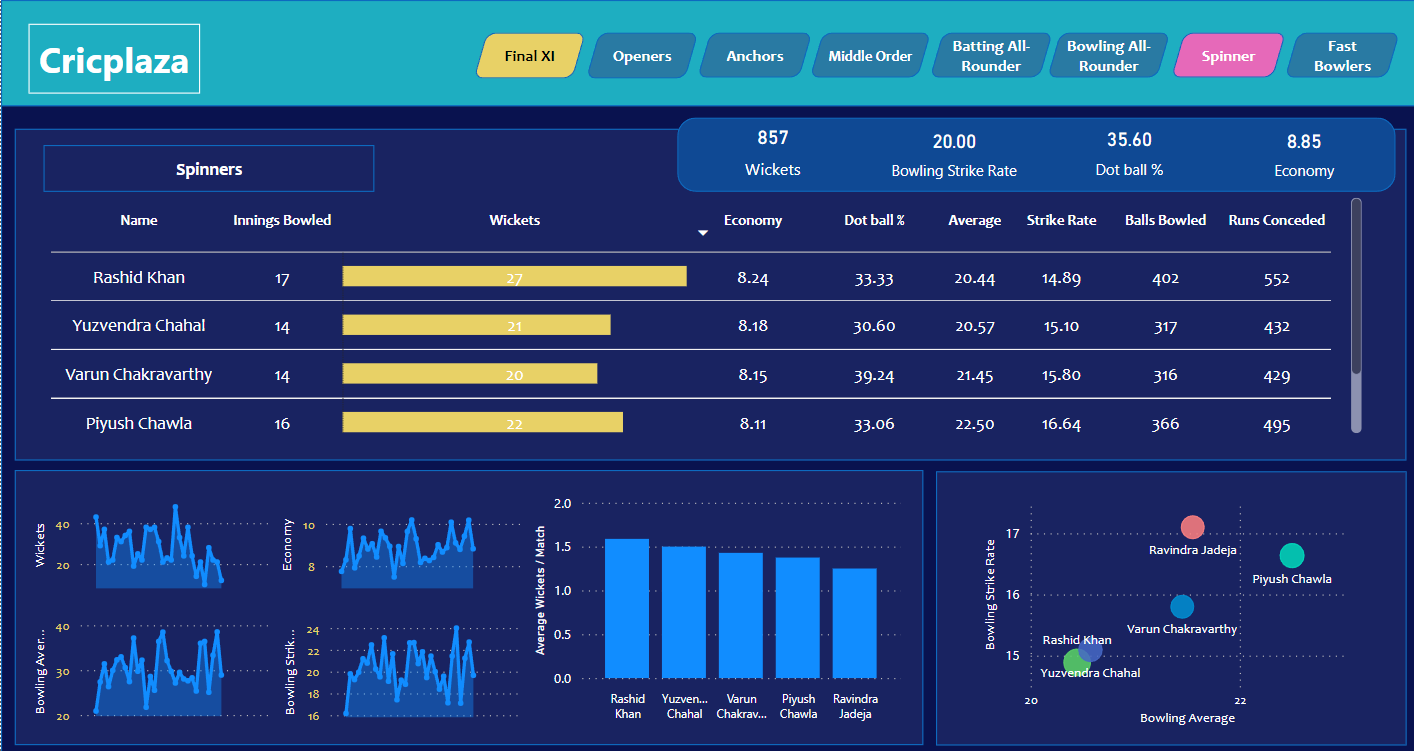 Cricplaza
Final XI
Openers
Anchors
Middle Order
Batting All-
Rounder
Bowling All-
Rounder
Spinner
Fast
Bowlers
857
Wickets
20.00
Bowling Strike Rate
35.60
Dot ball %
8.85
Economy
Spinners
Name Innings Bowled Wickets Economy Dot ball % Average Strike Rate Balls Bowled Runs Conceded
Rashid Khan 17 27 8.24 33.33 20.44 14.89 402 552
Yuzvendra Chahal 14 21 8.18 30.60 20.57 15.10 317 432
Varun Chakravarthy 14 20 8.15 39.24 21.45 15.80 316 429
Piyush Chawla 16 22 8.11 33.06 22.50 16.64 366 495
Wickets
40
20
Economy
10
8
Bowling Aver...
40
30
20
Bowling Strik...
24
22
20
18
16
Average Wickets / Match
2.0
1.5
1.0
0.5
0.0
Rashid
Khan
Yuzven...
Chahal
Varun
Chakrav...
Piyush
Chawla
Ravindra
Jadeja
Bowling Strike Rate
17
16
15
Ravindra Jadeja
Piyush Chawla
Varun Chakravarthy
Rashid Khan
Yuzvendra Chahal
20
22
Bowling Average